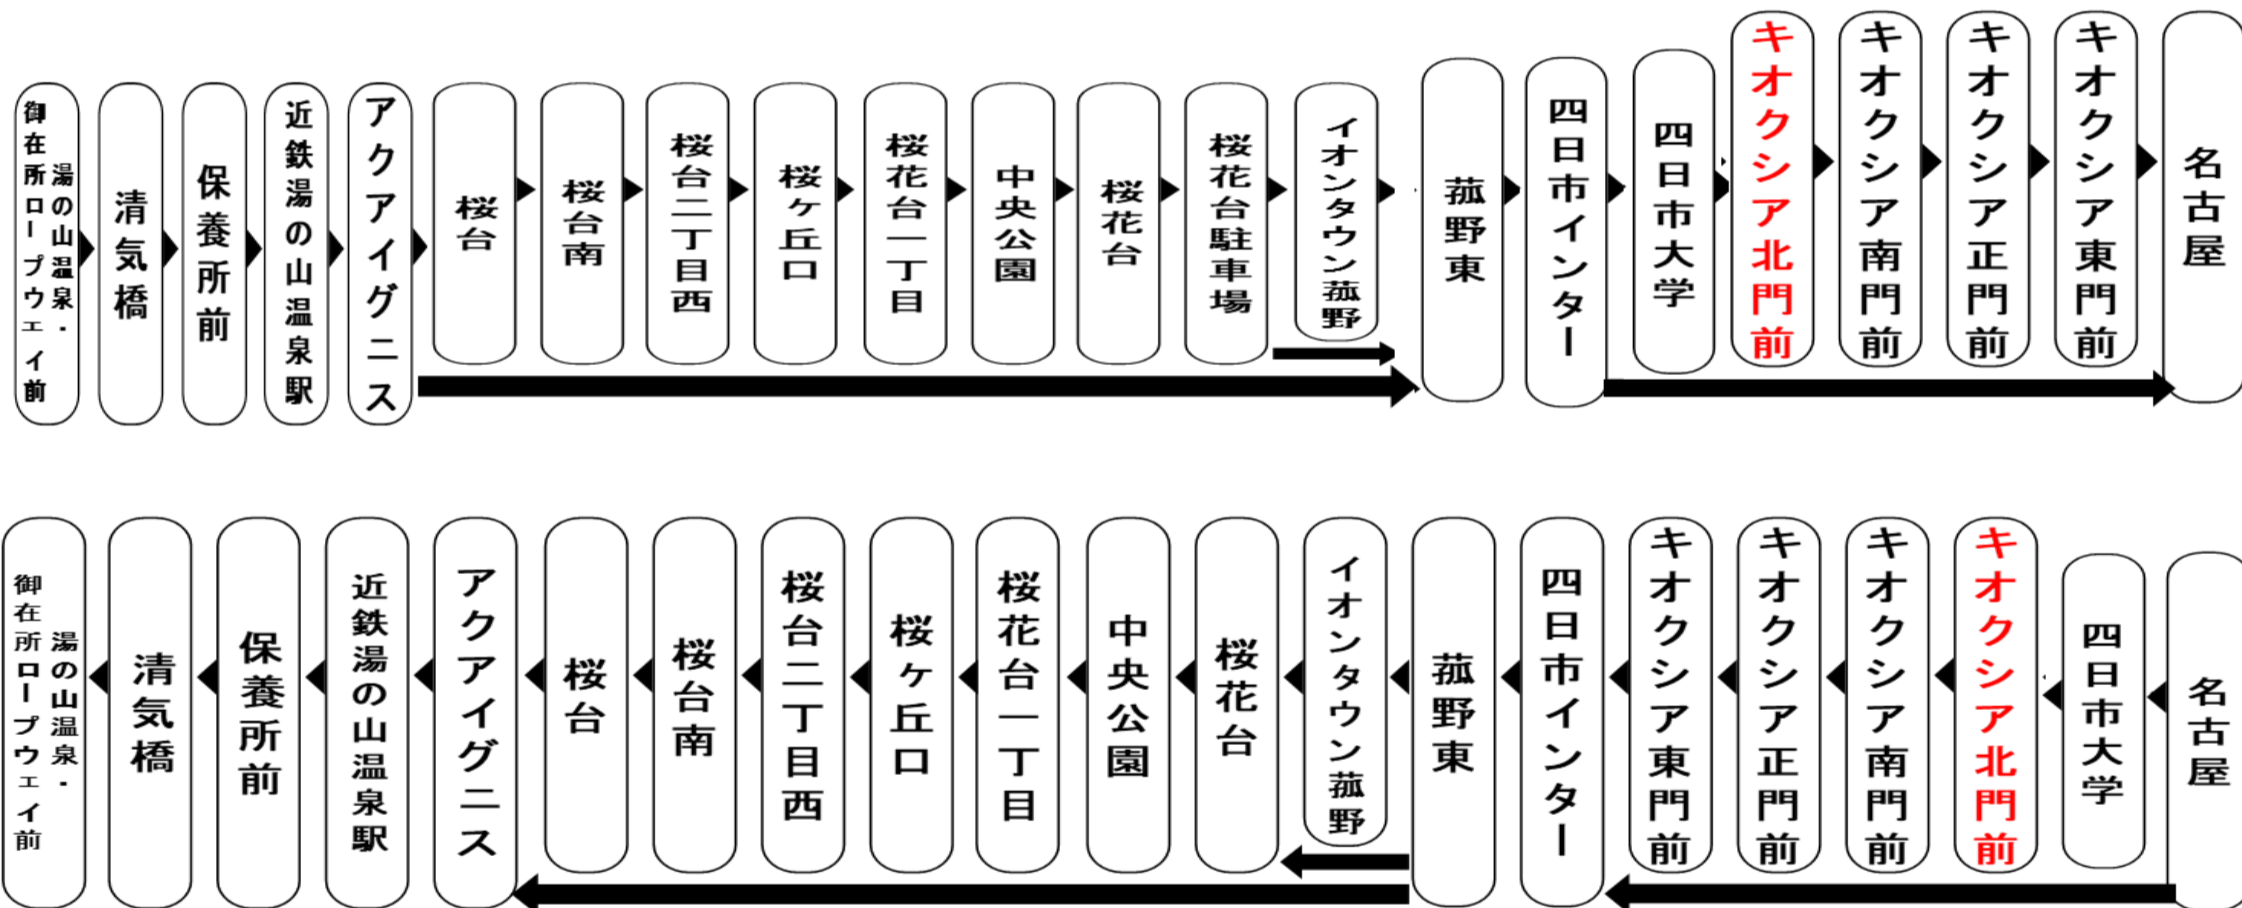 湯の山温泉・
御在所ロープウェイ前
清気橋
保養所前
近鉄湯の山温泉駅
アクアイグニス
桜台
桜台南
桜台二丁目西
桜ヶ丘口
桜花台一丁目
中央公園
桜花台
桜花台駐車場
イオンタウン菰野
菰野東
四日市インター
四日市大学
キオクシア北門前
キオクシア南門前
キオクシア正門前
キオクシア東門前
名古屋
湯の山温泉・
御在所ロープウェイ前
清気橋
保養所前
近鉄湯の山温泉駅
アクアイグニス
桜台
桜台南
桜台二丁目西
桜ヶ丘口
桜花台一丁目
中央公園
桜花台
イオンタウン菰野
菰野東
四日市インター
キオクシア東門前
キオクシア正門前
キオクシア南門前
キオクシア北門前
四日市大学
名古屋